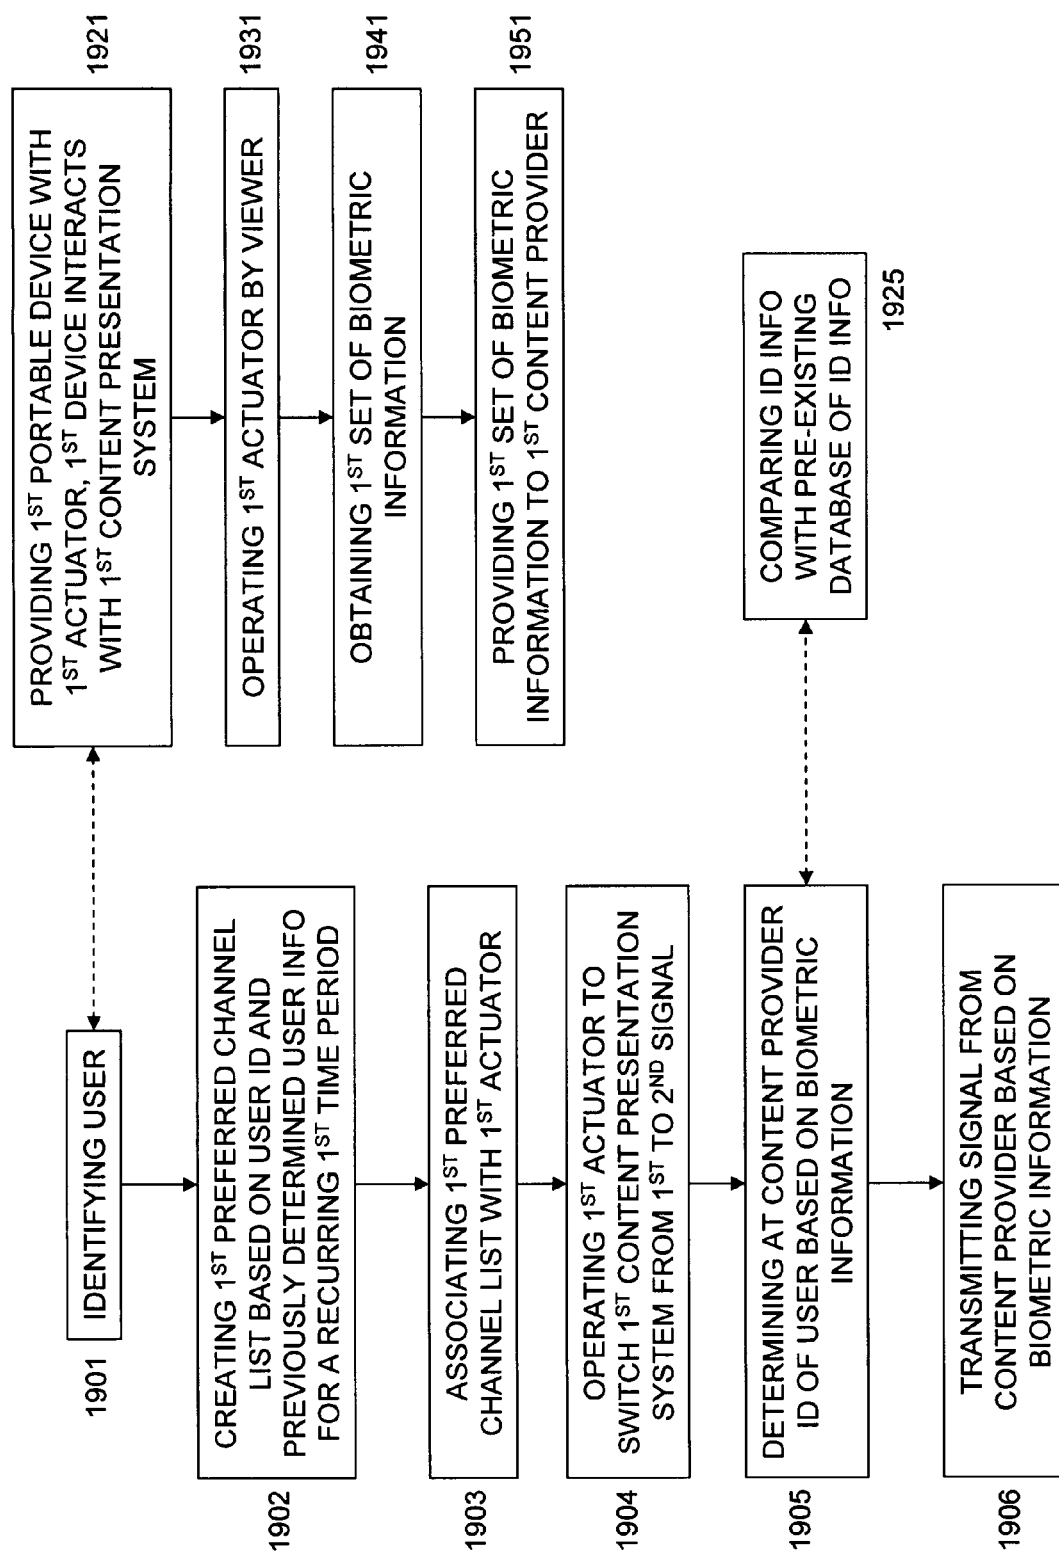 1901
IDENTIFYING USER
1902
CREATING 1ST PREFERRED CHANNEL
LIST BASED ON USER ID AND
PREVIOUSLY DETERMINED USER INFO
FOR A RECURRING 1ST TIME PERIOD
1903
ASSOCIATING 1ST PREFERRED
CHANNEL LIST WITH 1ST ACTUATOR
1904
OPERATING 1ST ACTUATOR TO
SWITCH 1ST CONTENT PRESENTATION
SYSTEM FROM 1ST TO 2ND SIGNAL
1905
DETERMINING AT CONTENT PROVIDER
ID OF USER BASED ON BIOMETRIC
INFORMATION
1906
TRANSMITTING SIGNAL FROM
CONTENT PROVIDER BASED ON
BIOMETRIC INFORMATION
PROVIDING 1ST PORTABLE DEVICE WITH
1ST ACTUATOR, 1ST DEVICE INTERACTS
WITH 1ST CONTENT PRESENTATION
SYSTEM
1921
OPERATING 1ST ACTUATOR BY VIEWER
1931
OBTAINING 1ST SET OF BIOMETRIC
INFORMATION
1941
PROVIDING 1ST SET OF BIOMETRIC
INFORMATION TO 1ST CONTENT PROVIDER
1951
COMPARING ID INFO
WITH PRE-EXISTING
DATABASE OF ID INFO
1925